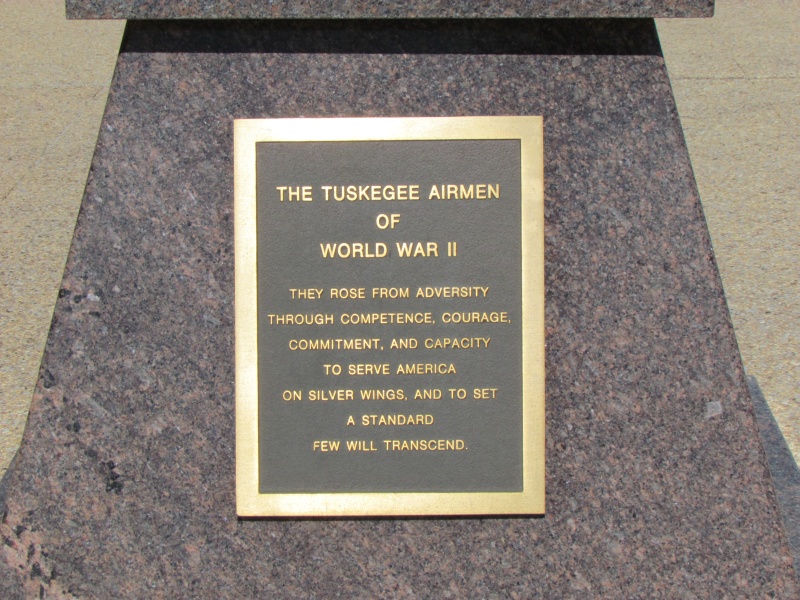 THE TUSKEGEE AIRMEN
OF
WORLD WAR II
THEY ROSE FROM ADVERSITY
THROUGH COMPETENCE, COURAGE,
COMMITMENT, AND CAPACITY
TO SERVE AMERICA
ON SILVER WINGS, AND TO SET
A STANDARD
FEW WILL TRANSCEND.